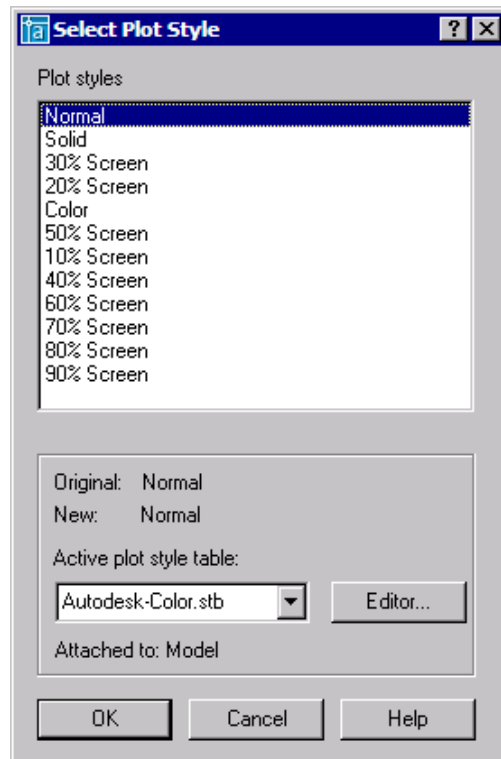 Select Plot Style
Plot styles
Normal
Solid
30% Screen
20% Screen
Color
50% Screen
10% Screen
40% Screen
60% Screen
70% Screen
80% Screen
90% Screen
Original: Normal
New: Normal
Active plot style table:
Autodesk-Color.stb Editor...
Attached to: Model
OK Cancel Help